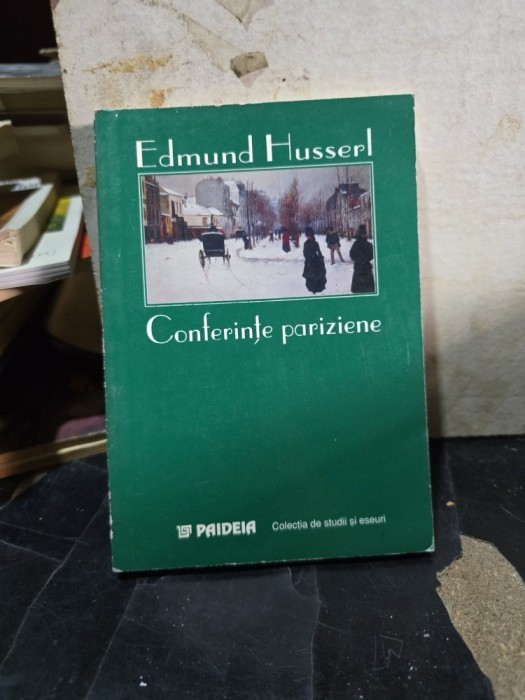 Edmund Husserl
Conferințe pariziene
PAIDEIA Colecția de studii și eseuri